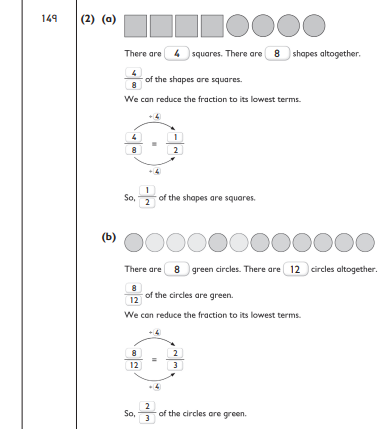 149 (2) (a)
There are 4 squares. There are 8 shapes altogether.
4/8 of the shapes are squares.
We can reduce the fraction to its lowest terms.
÷ 4
4/8 = 1/2
÷ 4
So, 1/2 of the shapes are squares.
(b)
There are 8 green circles. There are 12 circles altogether.
8/12 of the circles are green.
We can reduce the fraction to its lowest terms.
÷ 4
8/12 = 2/3
÷ 4
So, 2/3 of the circles are green.